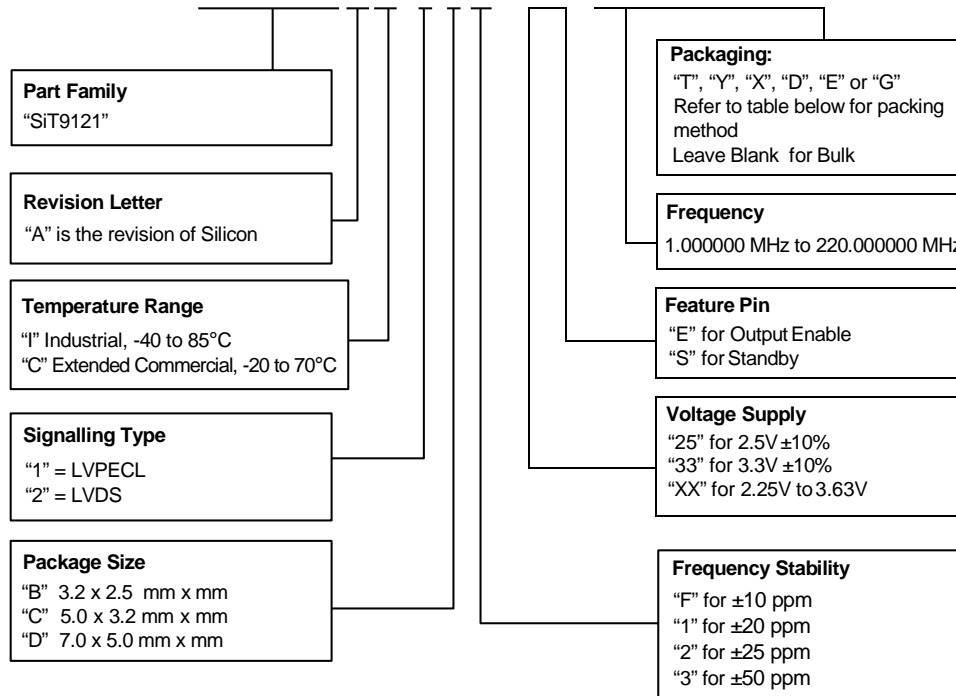 Part Family
“SiT9121”
Revision Letter
“A” is the revision of Silicon
Temperature Range
“I” Industrial, -40 to 85°C
“C” Extended Commercial, -20 to 70°C
Signalling Type
“1” = LVPECL
“2” = LVDS
Package Size
“B” 3.2 x 2.5 mm x mm
“C” 5.0 x 3.2 mm x mm
“D” 7.0 x 5.0 mm x mm
Packaging:
“T”, “Y”, “X”, “D”, “E” or “G”
Refer to table below for packing
method
Leave Blank for Bulk
Frequency
1.000000 MHz to 220.000000 MHz
Feature Pin
“E” for Output Enable
“S” for Standby
Voltage Supply
“25” for 2.5V ±10%
“33” for 3.3V ±10%
“XX” for 2.25V to 3.63V
Frequency Stability
“F” for ±10 ppm
“1” for ±20 ppm
“2” for ±25 ppm
“3” for ±50 ppm